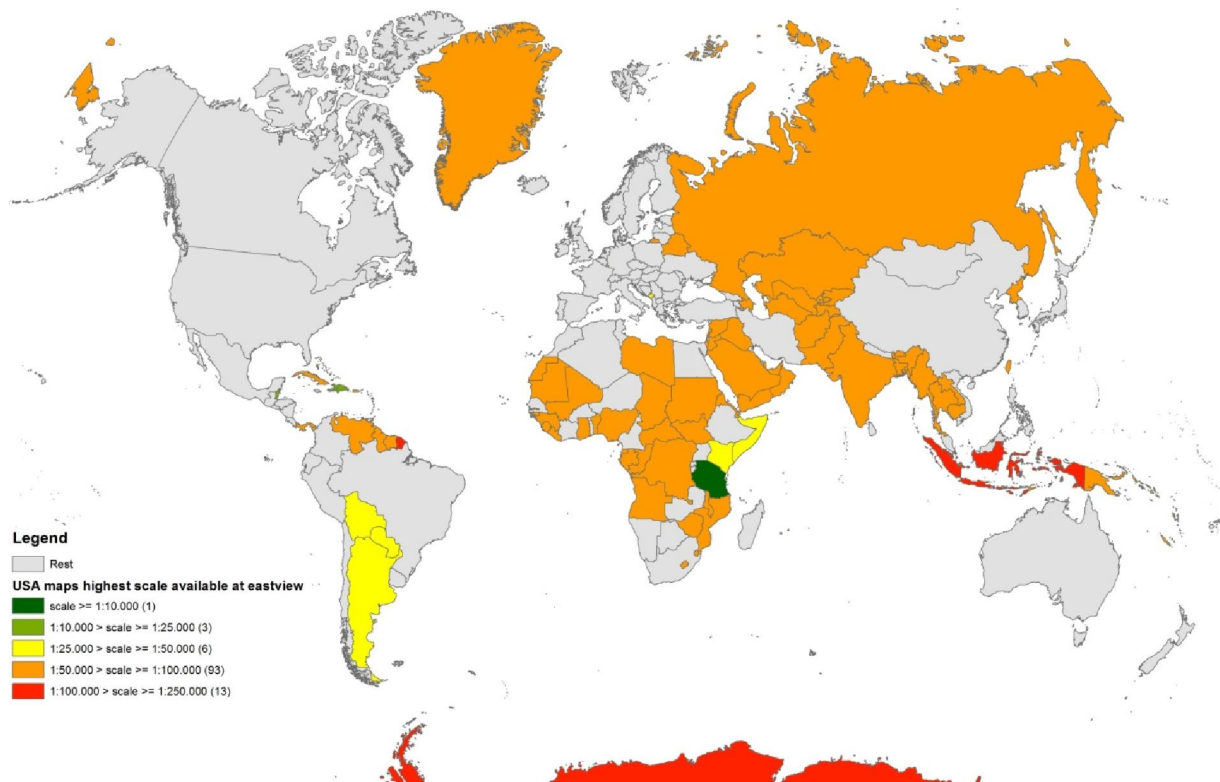 Legend
Rest
USA maps highest scale available at eastview
scale >= 1:10.000 (1)
1:10.000 > scale >= 1:25.000 (3)
1:25.000 > scale >= 1:50.000 (6)
1:50.000 > scale >= 1:100.000 (93)
1:100.000 > scale >= 1:250.000 (13)